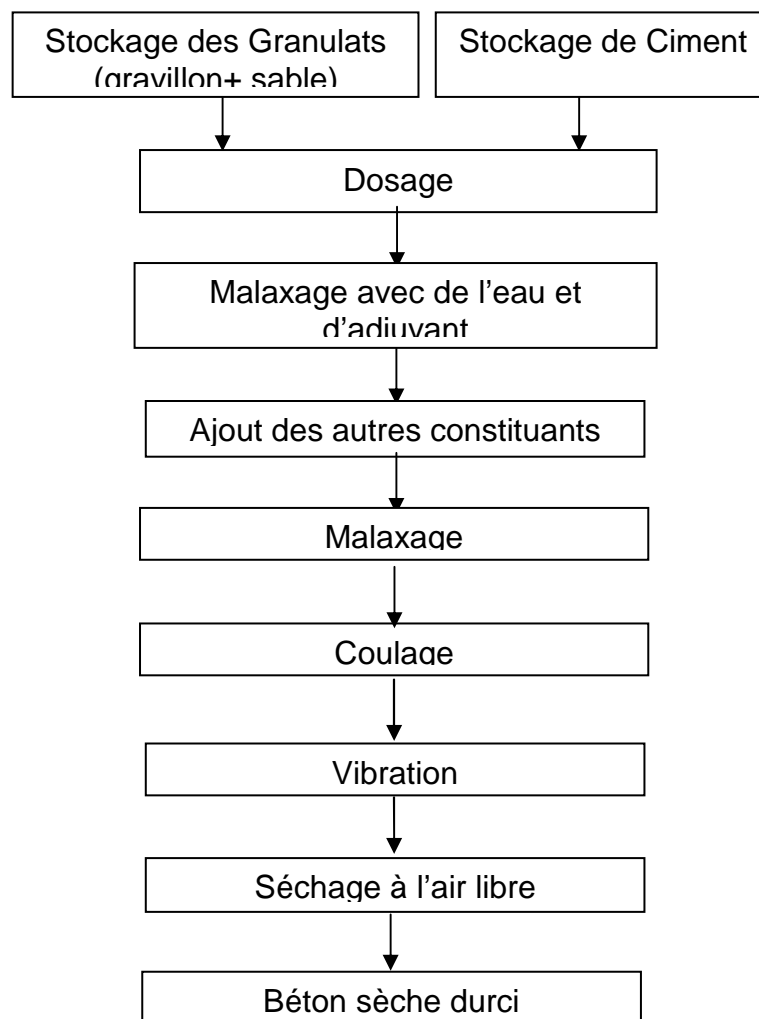 Stockage des Granulats
(gravillon+ sable)
Stockage de Ciment
Dosage
Malaxage avec de l’eau et
d’adjuvant
Ajout des autres constituants
Malaxage
Coulage
Vibration
Séchage à l’air libre
Béton sèche durci